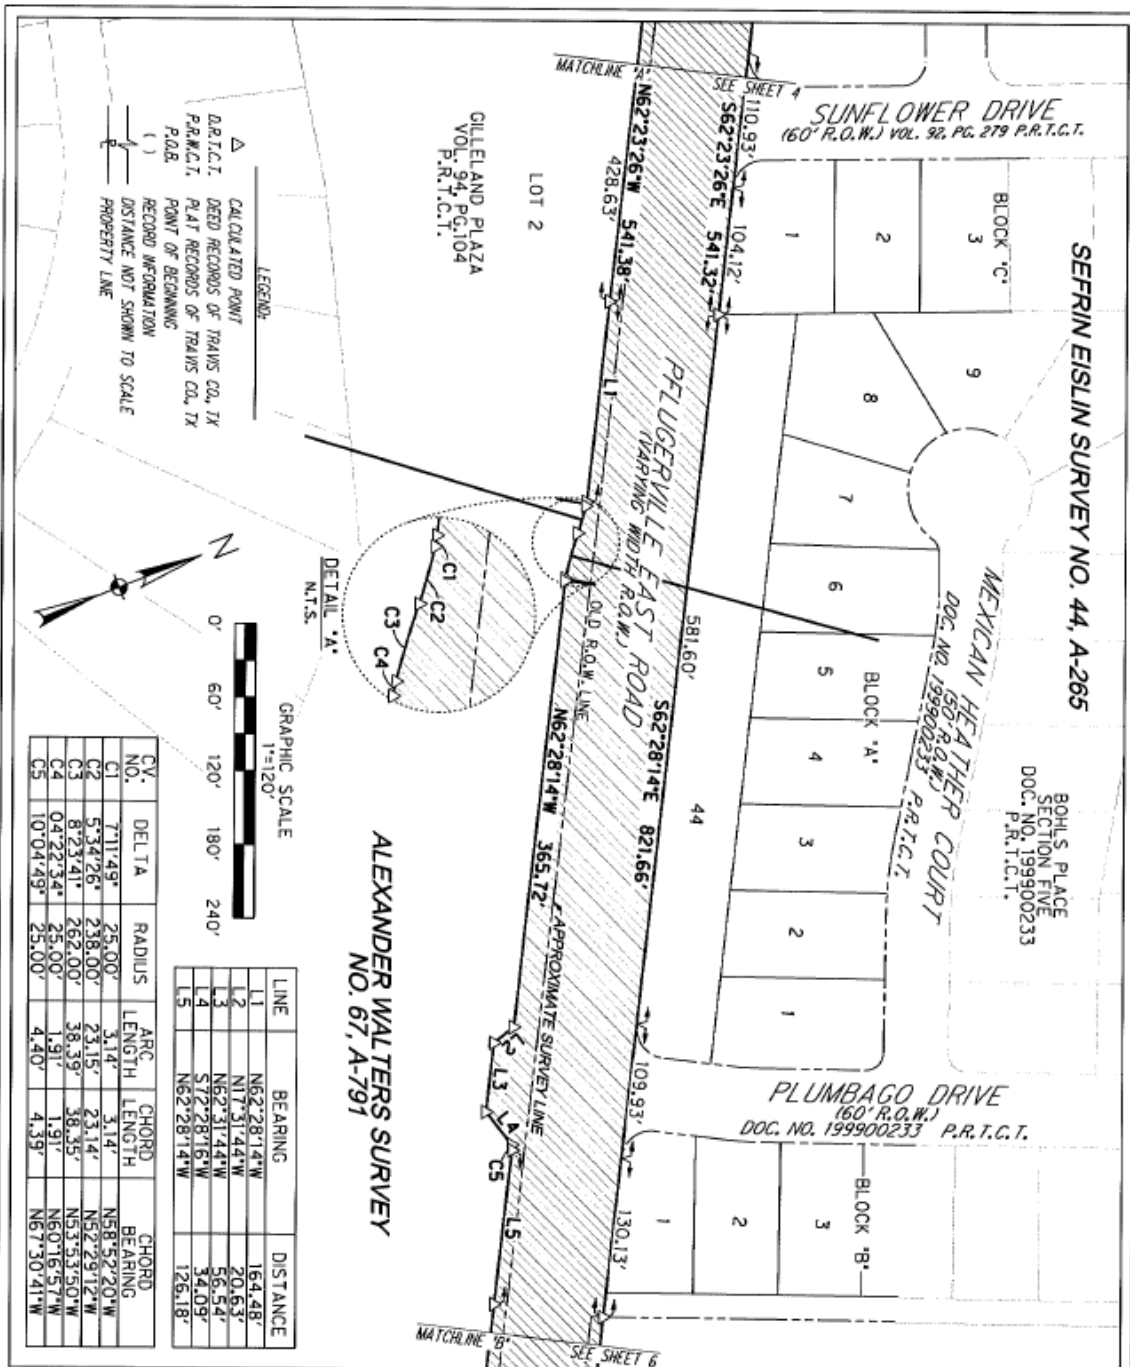 SEFRIN EISLIN SURVEY NO. 44, A-265
MATCHLINE "A"
SEE SHEET 4
SUNFLOWER DRIVE
(60' R.O.W.) VOL. 92, PG. 279 P.R.T.C.T.
110.93'
S62°23'26"E 541.32'
104.12'
N62°23'26"W 541.38'
428.63'
BLOCK "C"
1
2
3
9
8
7
6
5
4
3
2
1
BLOCK "A"
44
MEXICAN HEATHER COURT
(50' R.O.W.)
DOC. NO. 199900233 P.R.T.C.T.
BOHLS PLACE
SECTION FIVE
DOC. NO. 199900233
P.R.T.C.T.
LOT 2
GILLELAND PLAZA
VOL. 94, PG.104
P.R.T.C.T.
L1
PFLUGERVILLE EAST ROAD
(VARYING WIDTH R.O.W.)
OLD R.O.W. LINE
581.60'
S62°28'14"E 821.66'
N62°28'14"W 365.72'
APPROXIMATE SURVEY LINE
L2
L3
L4
C5
L5
109.93'
130.13'
PLUMBAGO DRIVE
(60' R.O.W.)
DOC. NO. 199900233 P.R.T.C.T.
BLOCK "B"
1
2
3
MATCHLINE "B"
SEE SHEET 6
ALEXANDER WALTERS SURVEY
NO. 67, A-791
LEGEND:
△ CALCULATED POINT
D.R.T.C.T. DEED RECORDS OF TRAVIS CO., TX
P.R.W.C.T. PLAT RECORDS OF TRAVIS CO., TX
P.O.B. POINT OF BEGINNING
( ) RECORD INFORMATION
DISTANCE NOT SHOWN TO SCALE
PROPERTY LINE
C1
C2
C3
C4
DETAIL "A"
N.T.S.
N
GRAPHIC SCALE
1"=120'
0' 60' 120' 180' 240'
LINE BEARING DISTANCE
L1 N62°28'14"W 164.48'
L2 N17°31'44"W 20.63'
L3 N62°31'44"W 56.54'
L4 S72°28'16"W 34.09'
L5 N62°28'14"W 126.18'
CV. NO. DELTA RADIUS ARC LENGTH CHORD LENGTH CHORD BEARING
C1 7°11'49" 25.00' 3.14' 3.14' N58°52'20"W
C2 5°34'26" 238.00' 23.15' 23.14' N52°29'12"W
C3 8°23'41" 262.00' 38.39' 38.35' N53°53'50"W
C4 04°22'34" 25.00' 1.91' 1.91' N60°16'57"W
C5 10°04'49" 25.00' 4.40' 4.39' N67°30'41"W